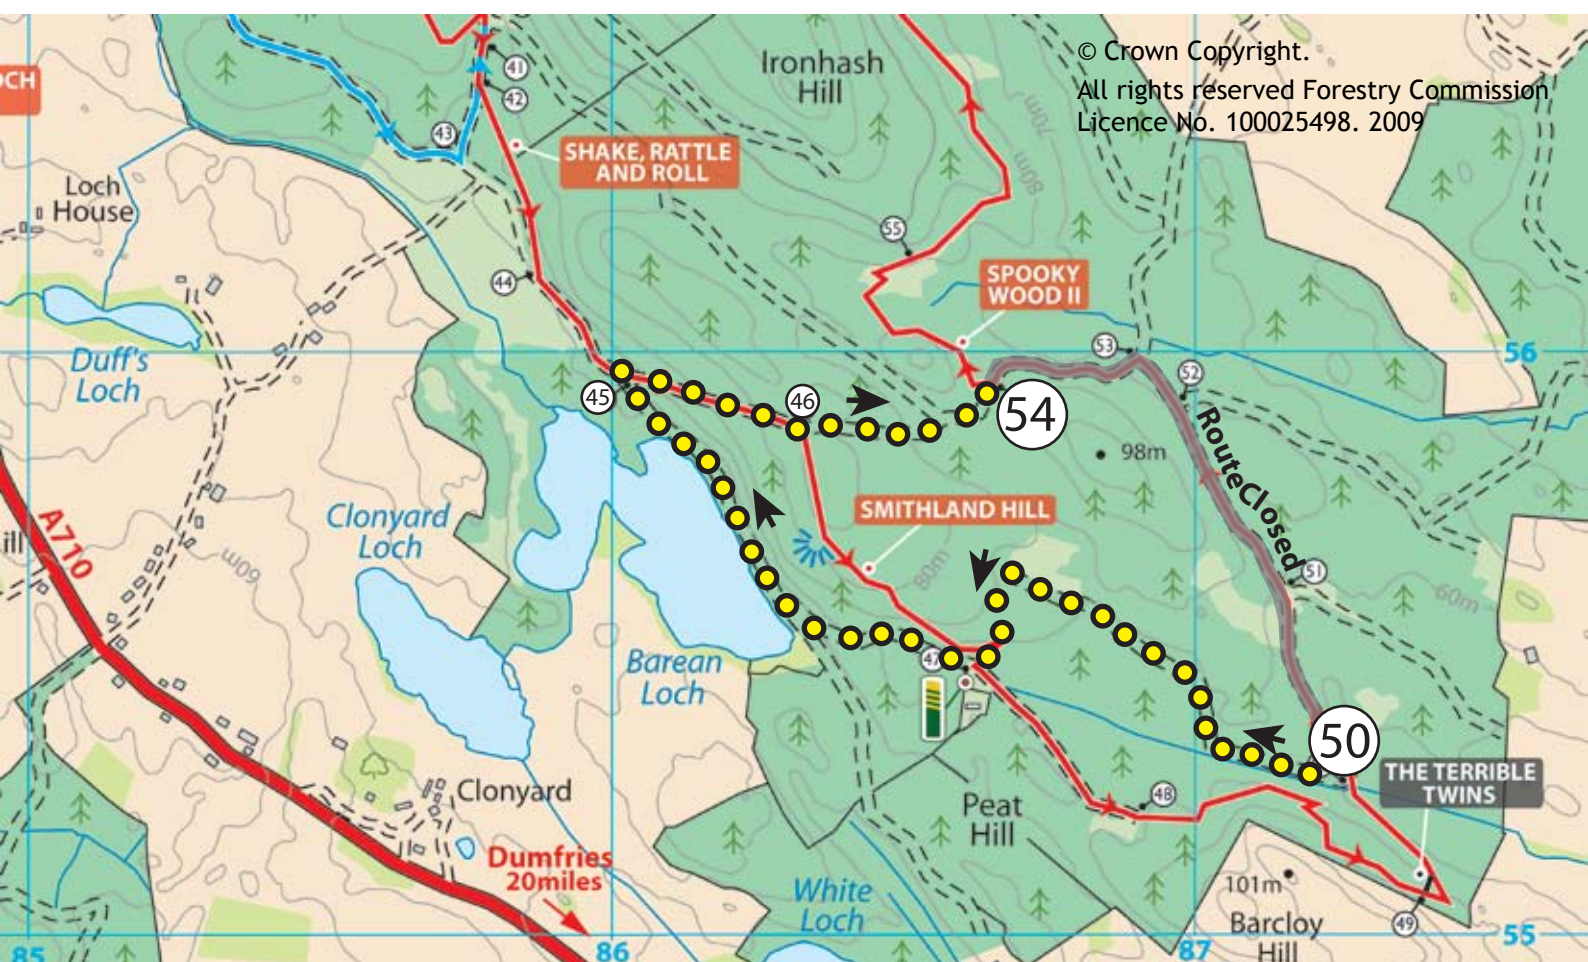 © Crown Copyright.
All rights reserved Forestry Commission
Licence No. 100025498. 2009
Ironhash
Hill
70m
80m
OCH
41
42
43
SHAKE, RATTLE
AND ROLL
Loch
House
55
44
SPOOKY
WOOD II
53
52
56
Duff's
Loch
45
46
54
98m
Route Closed
A710
ill
60m
Clonyard
Loch
SMITHLAND HILL
80m
51
60m
Barean
Loch
47
50
THE TERRIBLE
TWINS
48
Peat
Hill
Clonyard
Dumfries
20miles
White
Loch
101m
Barcloy
Hill
49
55
85
86
87